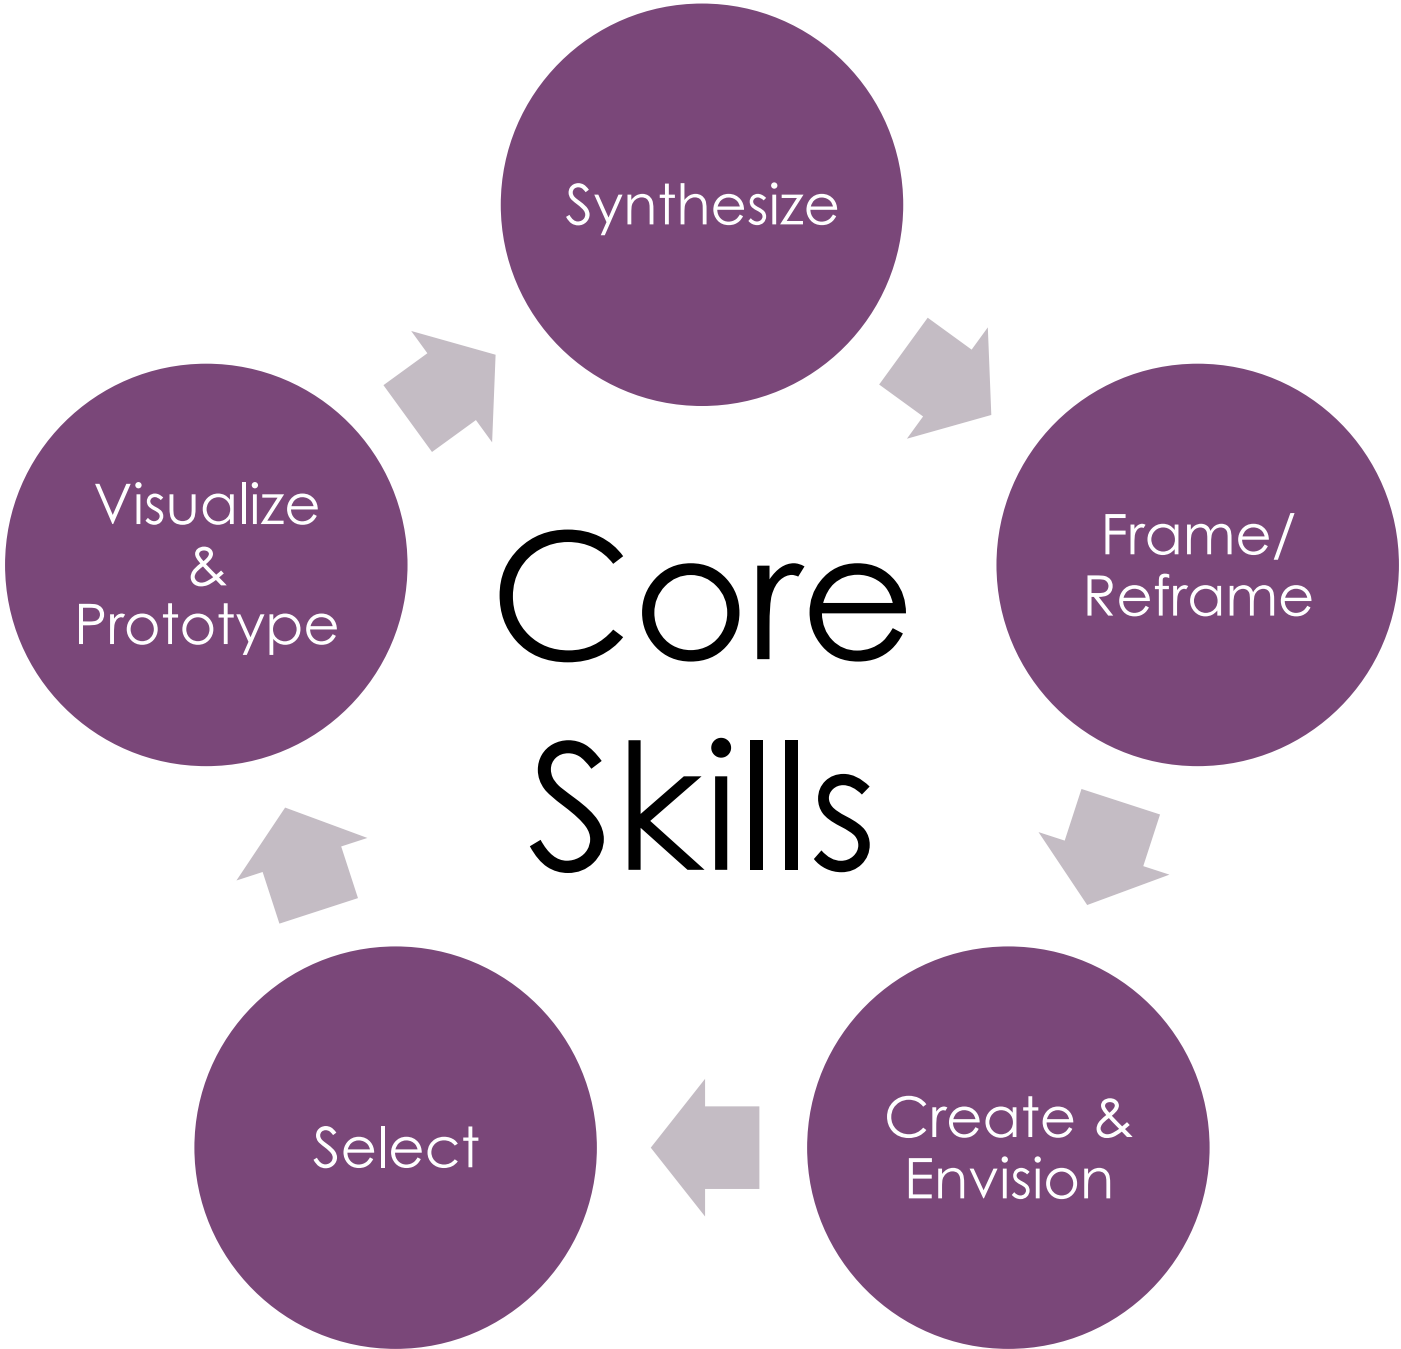 Synthesize
Frame/
Reframe
Create &
Envision
Select
Visualize
&
Prototype
Core
Skills